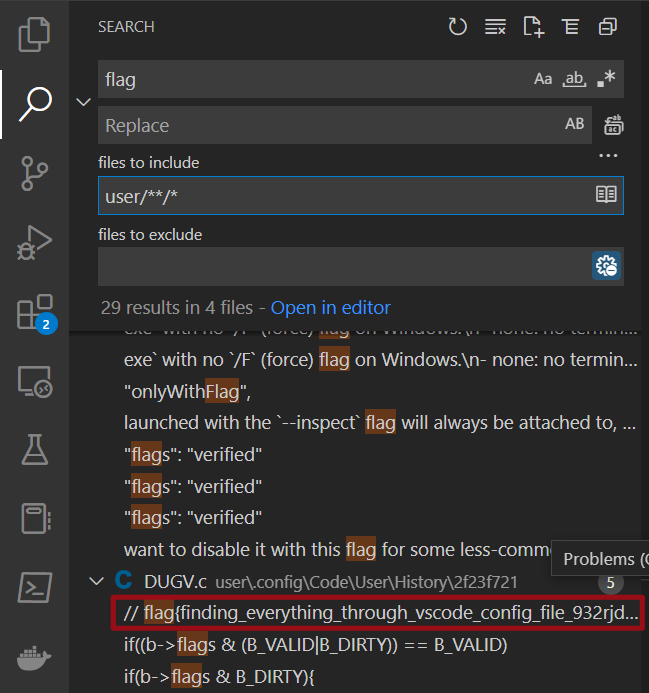 SEARCH
flag
Aa ab .*
Replace
AB
files to include
user/**/*
files to exclude
29 results in 4 files - Open in editor
exe` with no `/F` (force) flag on Windows.\n- none: no termin...
exe` with no `/F` (force) flag on Windows.\n- none: no termin...
"onlyWithFlag",
launched with the `--inspect` flag will always be attached to, ...
"flags": "verified"
"flags": "verified"
"flags": "verified"
want to disable it with this flag for some less-comm
Problems (
DUGV.c user\.config\Code\User\History\2f23f721 5
// flag{finding_everything_through_vscode_config_file_932rjd...
if((b->flags & (B_VALID|B_DIRTY)) == B_VALID)
if(b->flags & B_DIRTY){
2